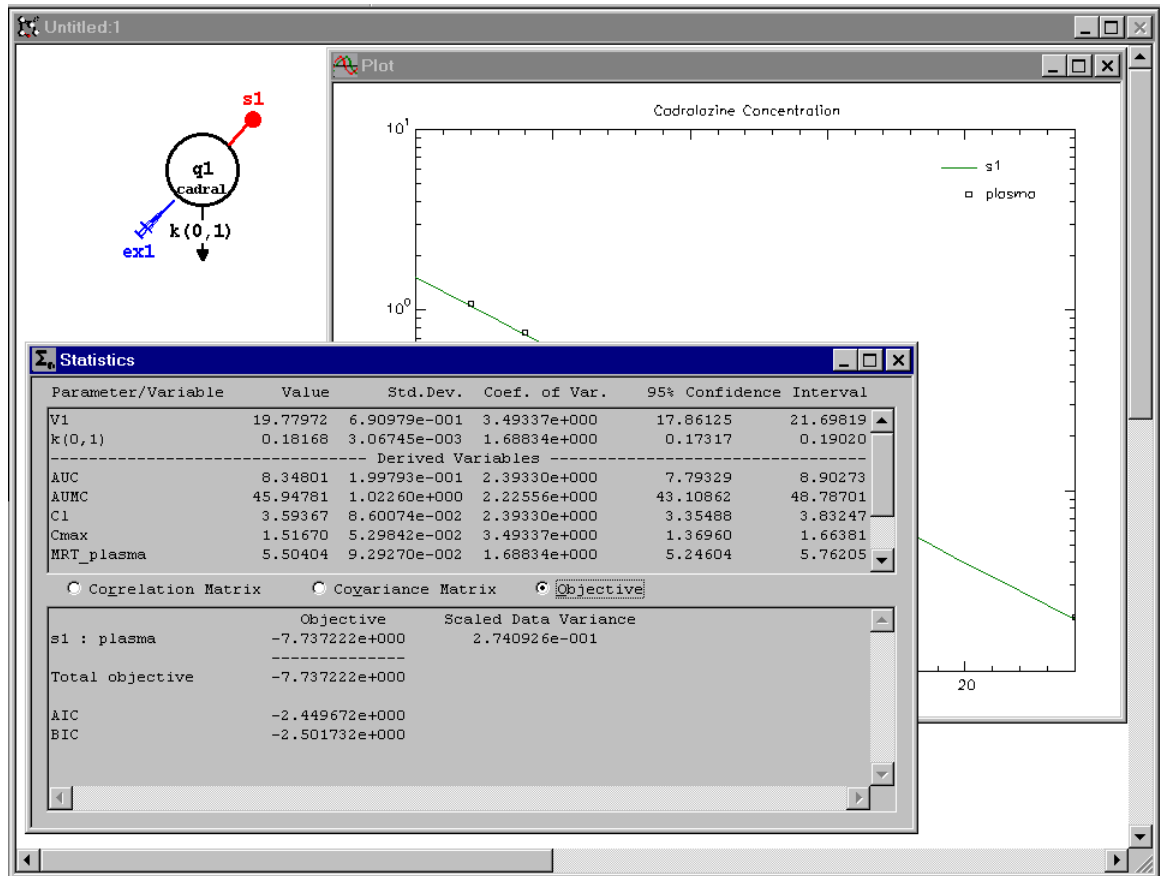 Untitled:1
Plot
s1
q1
cadral
k(0,1)
ex1
Cadralazine Concentration
10^1
s1
plasma
10^0
20
Statistics
Parameter/Variable Value Std.Dev. Coef. of Var. 95% Confidence Interval
V1 19.77972 6.90979e-001 3.49337e+000 17.86125 21.69819
k(0,1) 0.18168 3.06745e-003 1.68834e+000 0.17317 0.19020
---------------------------------- Derived Variables ----------------------------------
AUC 8.34801 1.99793e-001 2.39330e+000 7.79329 8.90273
AUMC 45.94781 1.02260e+000 2.22556e+000 43.10862 48.78701
Cl 3.59367 8.60074e-002 2.39330e+000 3.35488 3.83247
Cmax 1.51670 5.29842e-002 3.49337e+000 1.36960 1.66381
MRT_plasma 5.50404 9.29270e-002 1.68834e+000 5.24604 5.76205
Correlation Matrix Covariance Matrix Objective
Objective Scaled Data Variance
s1 : plasma -7.737222e+000 2.740926e-001
--------------
Total objective -7.737222e+000
AIC -2.449672e+000
BIC -2.501732e+000